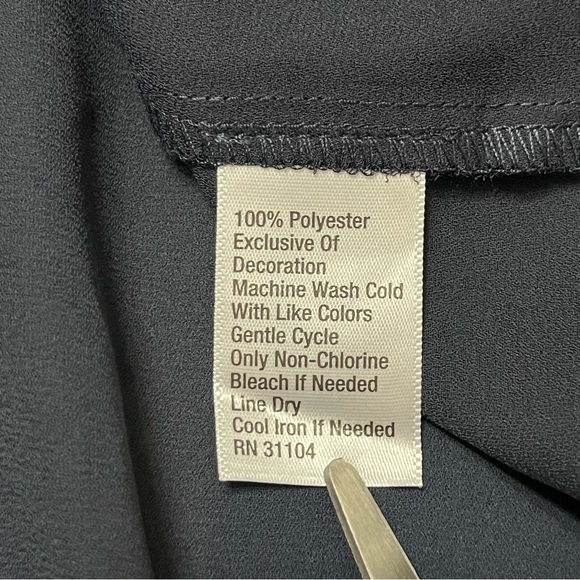 100% Polyester
Exclusive Of
Decoration
Machine Wash Cold
With Like Colors
Gentle Cycle
Only Non-Chlorine
Bleach If Needed
Line Dry
Cool Iron If Needed
RN 31104